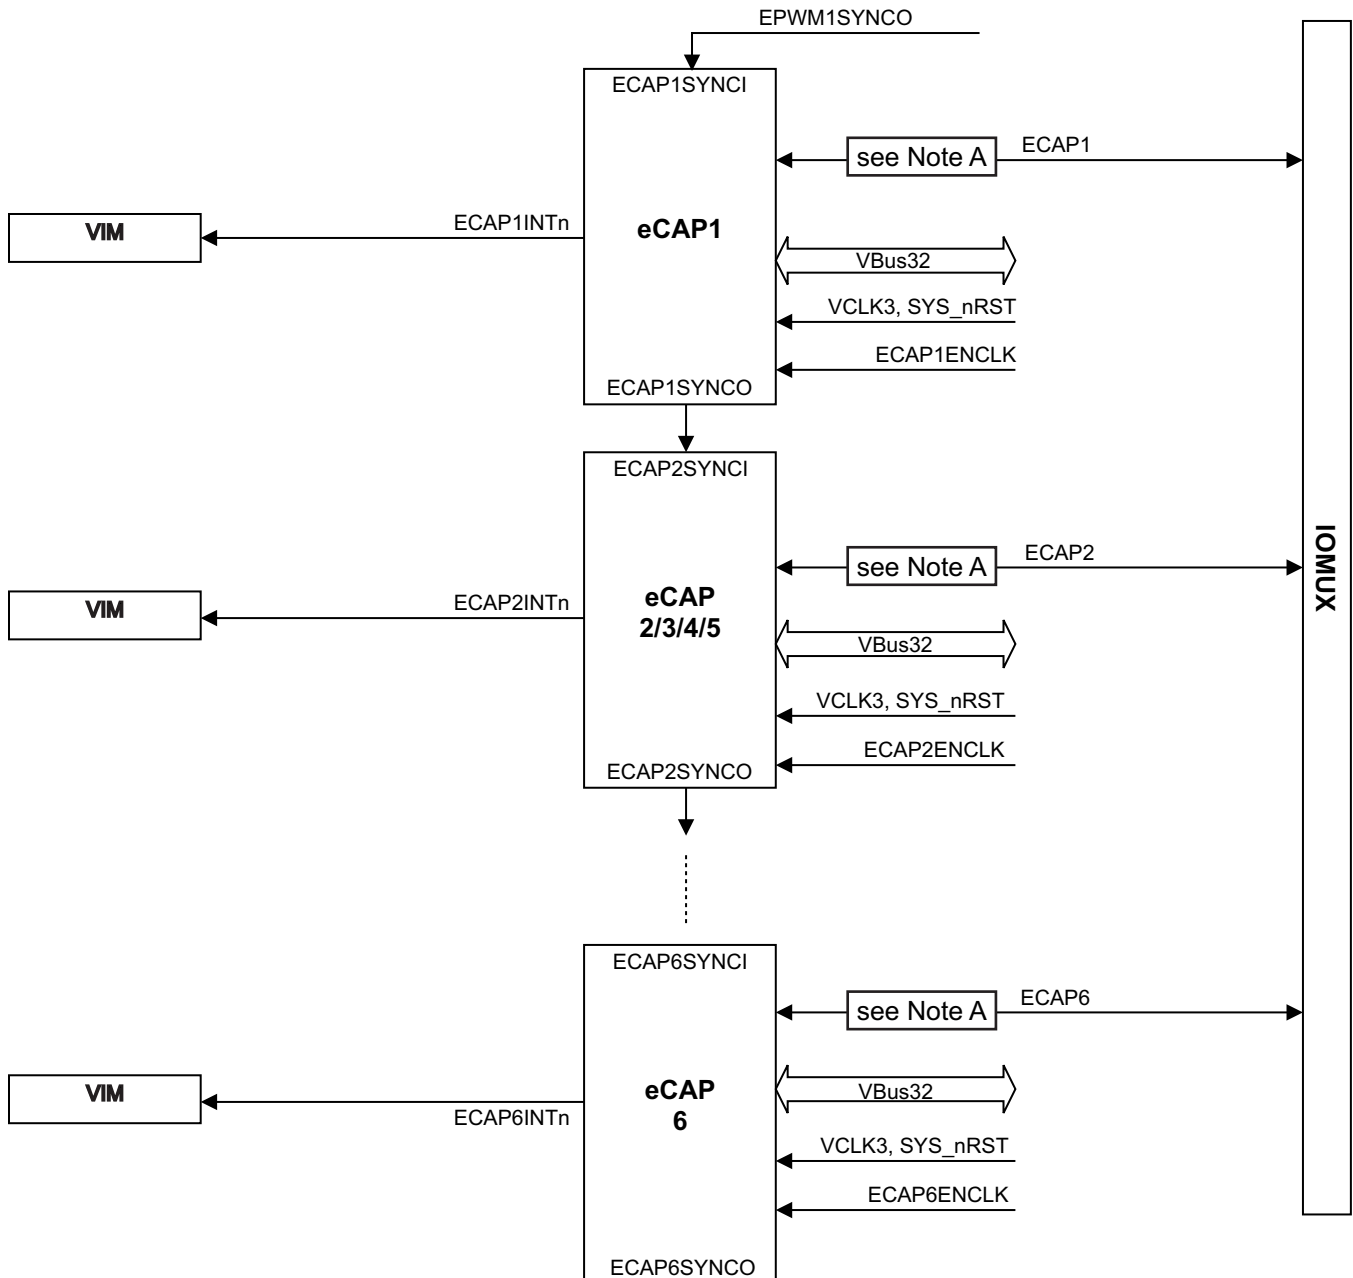 EPWM1SYNCO
ECAP1SYNCI
see Note A
ECAP1
VIM
ECAP1INTn
eCAP1
VBus32
VCLK3, SYS_nRST
ECAP1ENCLK
ECAP1SYNCO
ECAP2SYNCI
see Note A
ECAP2
IOMUX
VIM
ECAP2INTn
eCAP
2/3/4/5
VBus32
VCLK3, SYS_nRST
ECAP2ENCLK
ECAP2SYNCO
ECAP6SYNCI
see Note A
ECAP6
VIM
ECAP6INTn
eCAP
6
VBus32
VCLK3, SYS_nRST
ECAP6ENCLK
ECAP6SYNCO